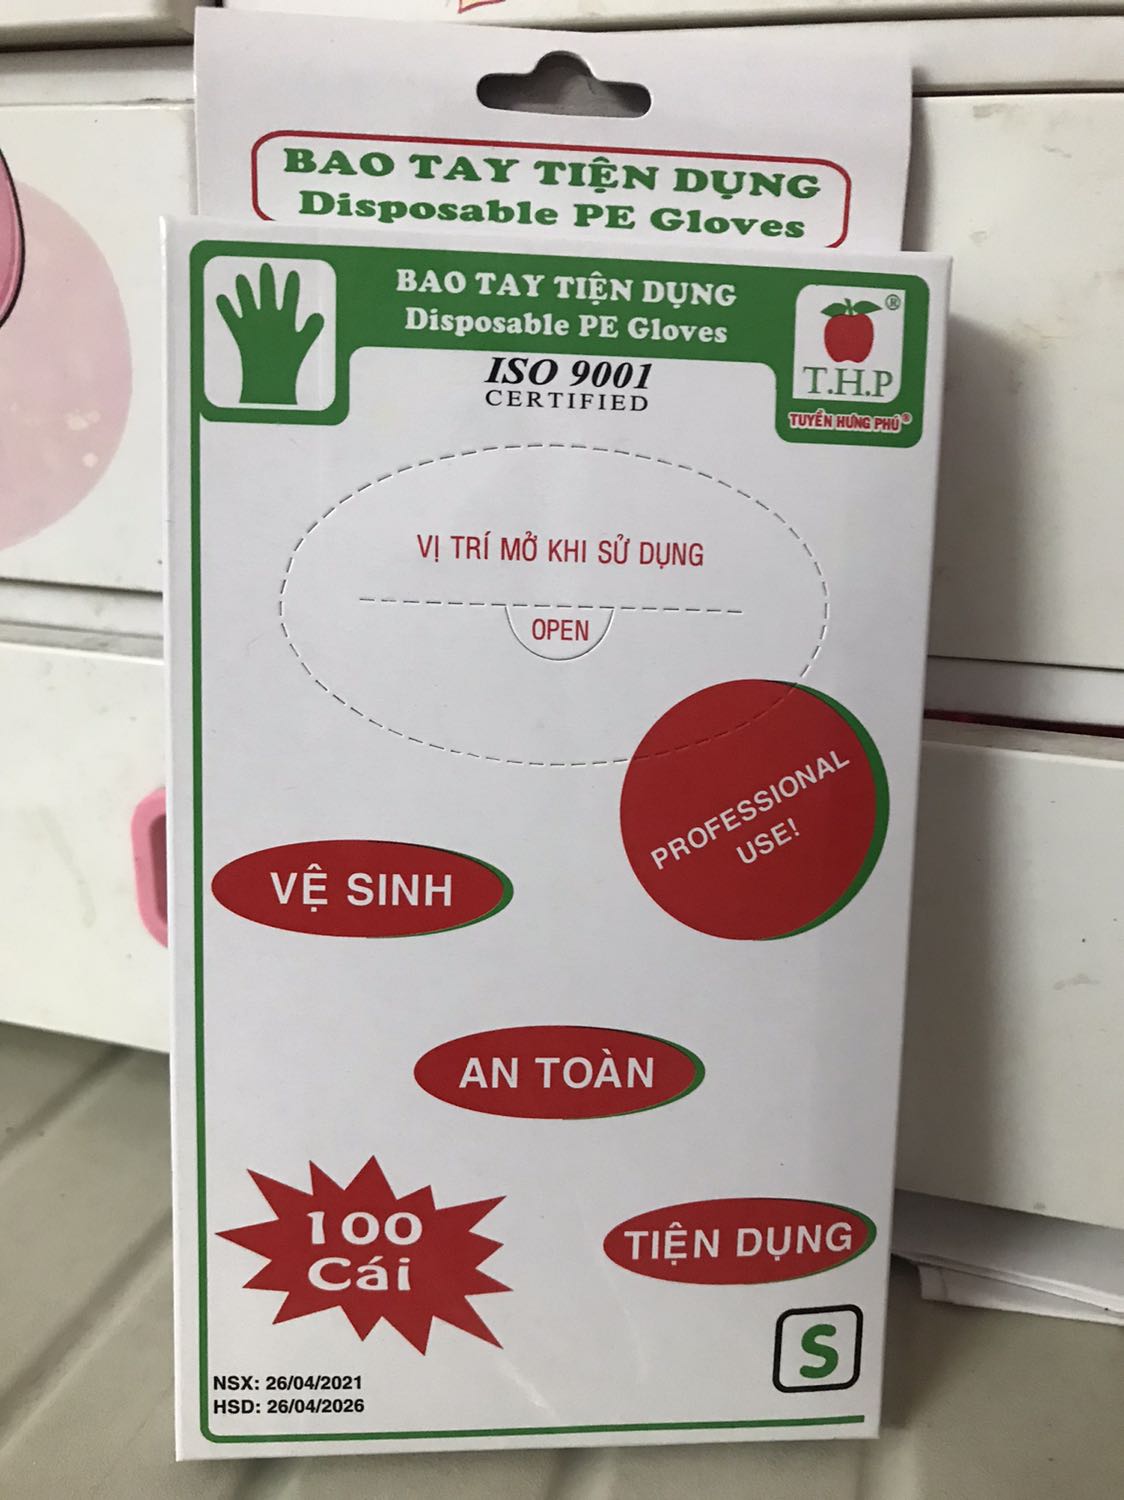 BAO TAY TIỆN DỤNG
Disposable PE Gloves
BAO TAY TIỆN DỤNG
Disposable PE Gloves
ISO 9001
CERTIFIED
®
T.H.P
TUYỀN HƯNG PHÚ®
VỊ TRÍ MỞ KHI SỬ DỤNG
OPEN
PROFESSIONAL
USE!
VỆ SINH
AN TOÀN
100
Cái
TIỆN DỤNG
S
NSX: 26/04/2021
HSD: 26/04/2026